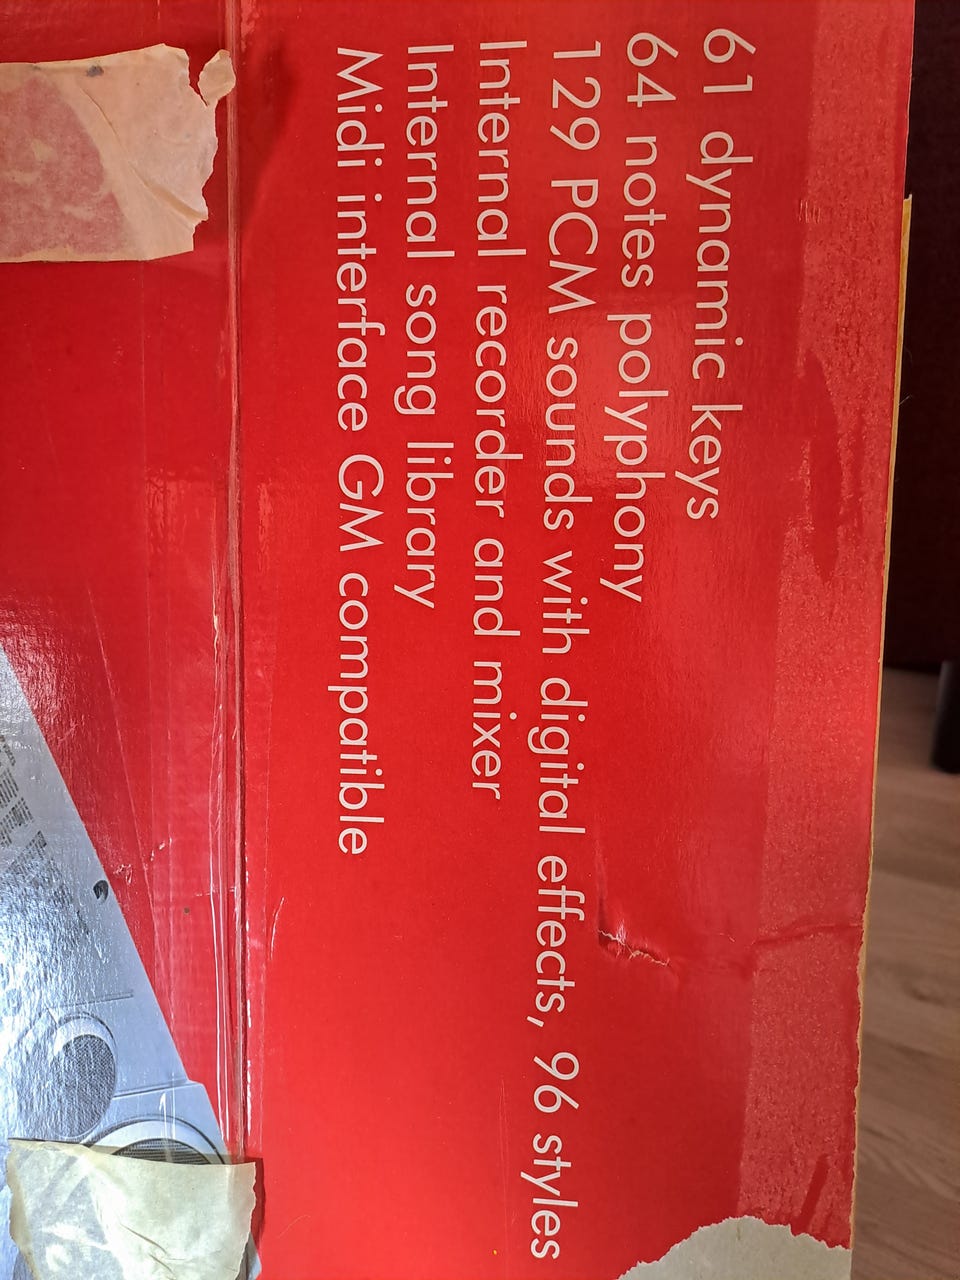 61 dynamic keys
64 notes polyphony
129 PCM sounds with digital effects, 96 styles
Internal recorder and mixer
Internal song library
Midi interface GM compatible